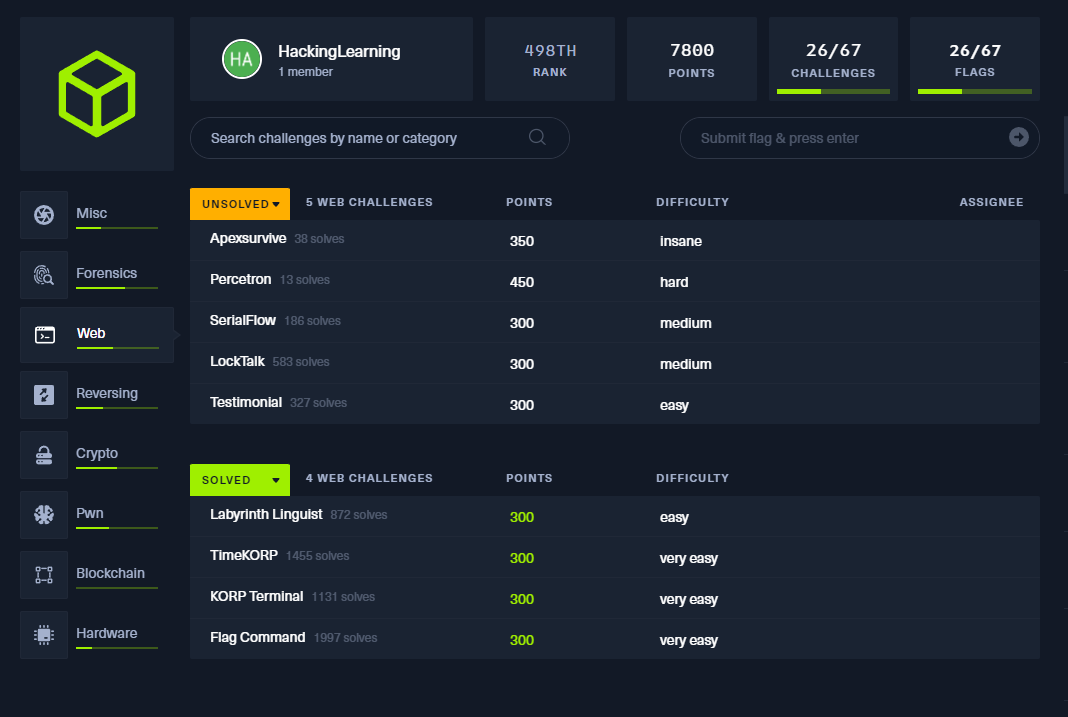 HA
HackingLearning
1 member
498TH
RANK
7800
POINTS
26/67
CHALLENGES
26/67
FLAGS
Search challenges by name or category
Submit flag & press enter
Misc
Forensics
Web
Reversing
Crypto
Pwn
Blockchain
Hardware
UNSOLVED 5 WEB CHALLENGES POINTS DIFFICULTY ASSIGNEE
Apexsurvive 38 solves 350 insane
Percetron 13 solves 450 hard
SerialFlow 186 solves 300 medium
LockTalk 583 solves 300 medium
Testimonial 327 solves 300 easy
SOLVED 4 WEB CHALLENGES POINTS DIFFICULTY
Labyrinth Linguist 872 solves 300 easy
TimeKORP 1455 solves 300 very easy
KORP Terminal 1131 solves 300 very easy
Flag Command 1997 solves 300 very easy